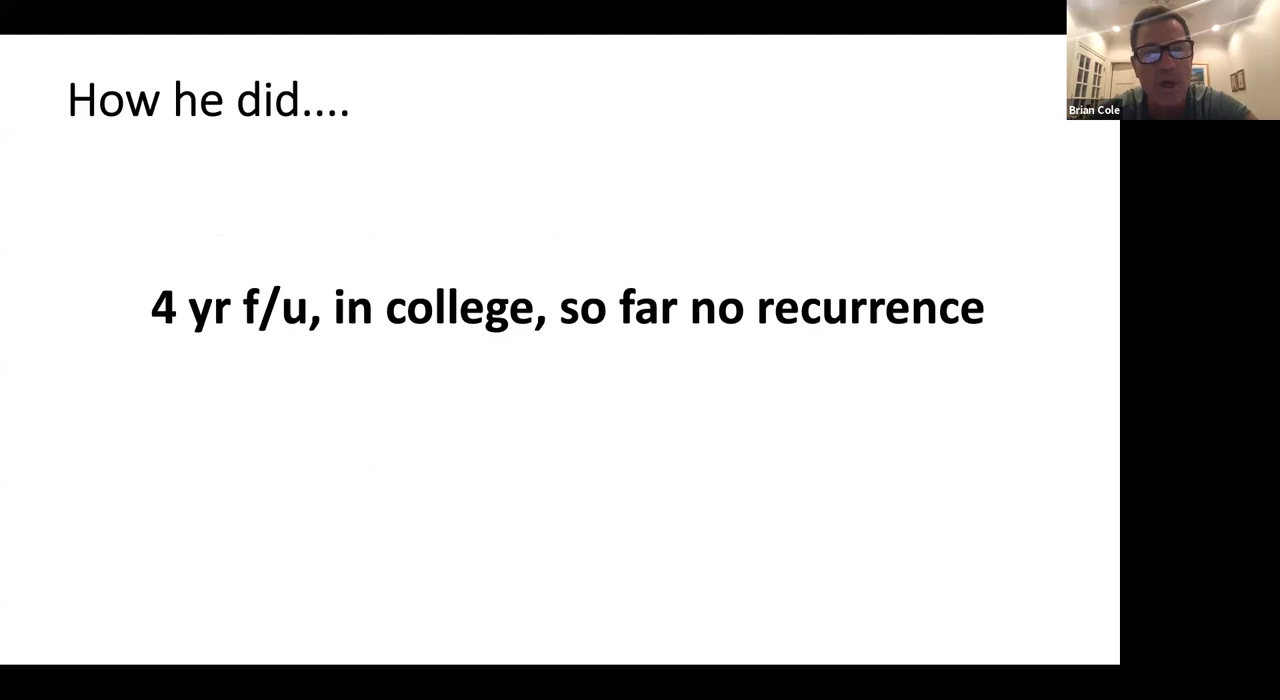 How he did....
Brian Cole
4 yr f/u, in college, so far no recurrence